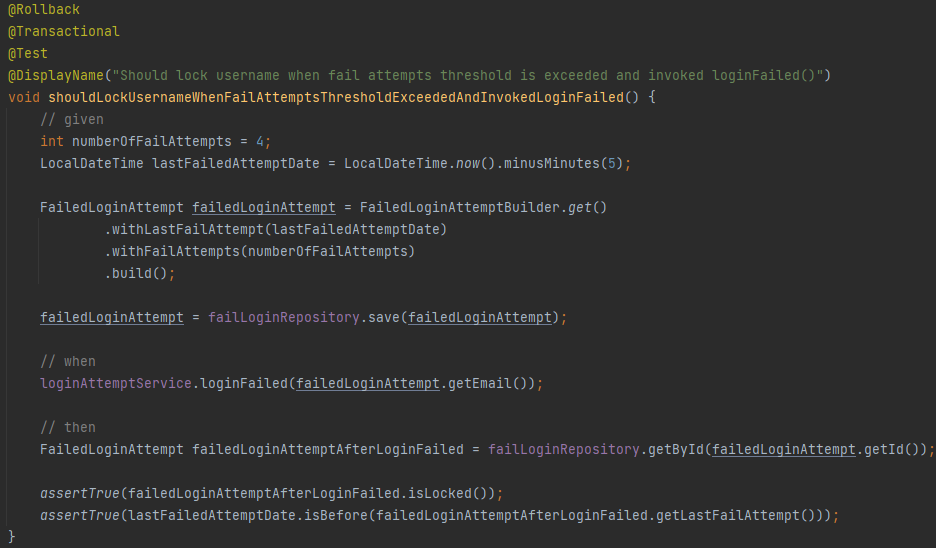 @Rollback
@Transactional
@Test
@DisplayName("Should lock username when fail attempts threshold is exceeded and invoked loginFailed()")
void shouldLockUsernameWhenFailAttemptsThresholdExceededAndInvokedLoginFailed() {
    // given
    int numberOfFailAttempts = 4;
    LocalDateTime lastFailedAttemptDate = LocalDateTime.now().minusMinutes(5);

    FailedLoginAttempt failedLoginAttempt = FailedLoginAttemptBuilder.get()
            .withLastFailAttempt(lastFailedAttemptDate)
            .withFailAttempts(numberOfFailAttempts)
            .build();

    failedLoginAttempt = failLoginRepository.save(failedLoginAttempt);

    // when
    loginAttemptService.loginFailed(failedLoginAttempt.getEmail());

    // then
    FailedLoginAttempt failedLoginAttemptAfterLoginFailed = failLoginRepository.getById(failedLoginAttempt.getId());

    assertTrue(failedLoginAttemptAfterLoginFailed.isLocked());
    assertTrue(lastFailedAttemptDate.isBefore(failedLoginAttemptAfterLoginFailed.getLastFailAttempt()));
}